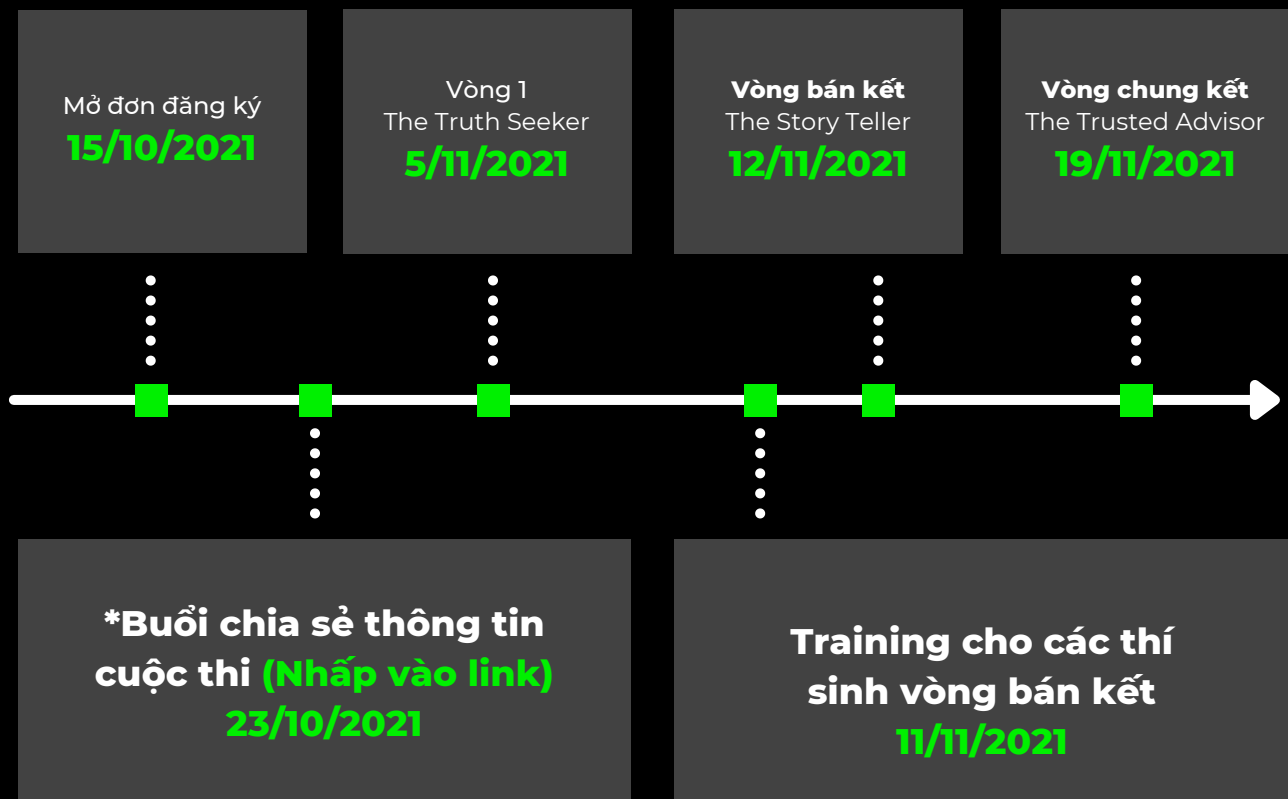 Mở đơn đăng ký
15/10/2021
Vòng 1
The Truth Seeker
5/11/2021
Vòng bán kết
The Story Teller
12/11/2021
Vòng chung kết
The Trusted Advisor
19/11/2021
*Buổi chia sẻ thông tin
cuộc thi (Nhấp vào link)
23/10/2021
Training cho các thí
sinh vòng bán kết
11/11/2021